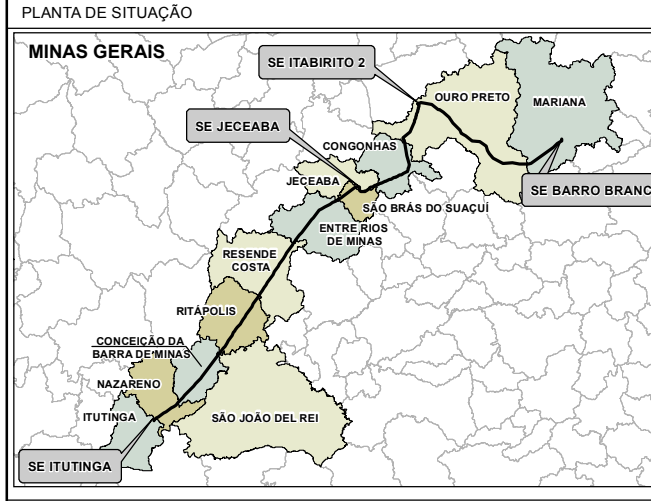 PLANTA DE SITUAÇÃO
MINAS GERAIS
SE ITABIRITO 2
OURO PRETO
MARIANA
SE JECEABA
CONGONHAS
JECEABA
SE BARRO BRANC
SÃO BRÁS DO SUAÇUÍ
ENTRE RIOS
DE MINAS
RESENDE
COSTA
RITÁPOLIS
CONCEIÇÃO DA
BARRA DE MINAS
NAZARENO
ITUTINGA
SÃO JOÃO DEL REI
SE ITUTINGA